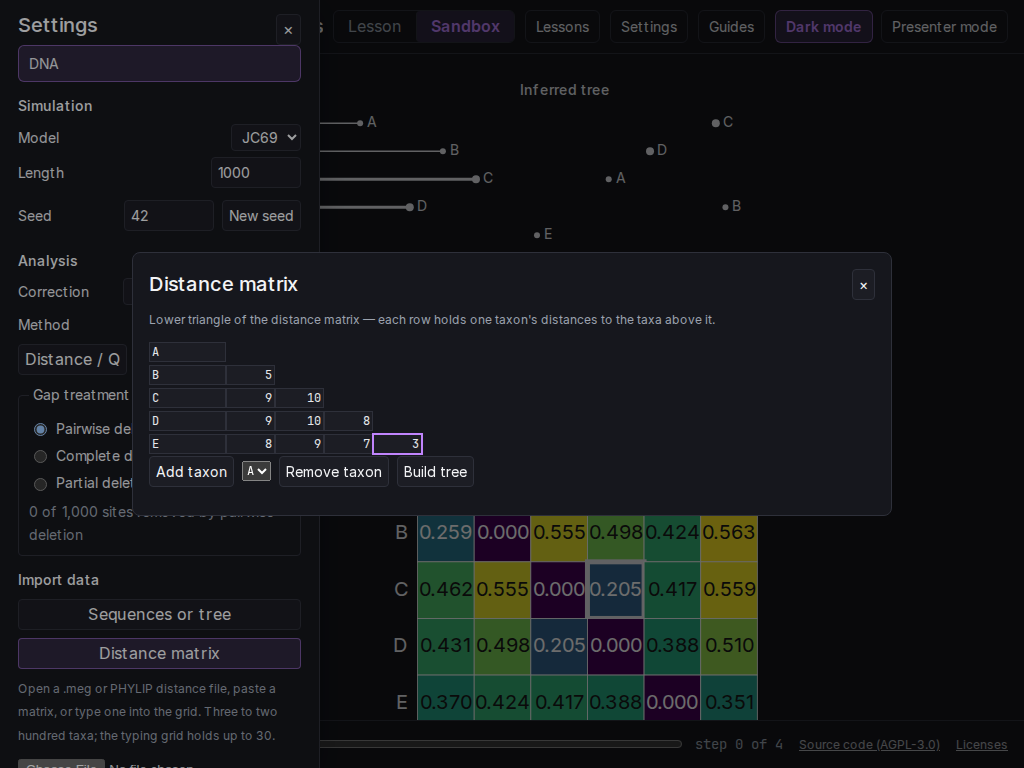 Settings
×
s
Lesson
Sandbox
Lessons
Settings
Guides
Dark mode
Presenter mode
DNA
Simulation
Model
JC69
Length
1000
Seed
42
New seed
Analysis
Correction
Method
Distance / Q
Gap treatment
Pairwise de
Complete d
Partial delet
0 of 1,000 sites removed by pairwise
deletion
Import data
Sequences or tree
Distance matrix
Open a .meg or PHYLIP distance file, paste a
matrix, or type one into the grid. Three to two
hundred taxa; the typing grid holds up to 30.
Choose File No file chosen
Inferred tree
A
B
C
D
C
D
A
B
E
Distance matrix
×
Lower triangle of the distance matrix — each row holds one taxon's distances to the taxa above it.
A
B 5
C 9 10
D 9 10 8
E 8 9 7 3
Add taxon
A
Remove taxon
Build tree
B 0.259 0.000 0.555 0.498 0.424 0.563
C 0.462 0.555 0.000 0.205 0.417 0.559
D 0.431 0.498 0.205 0.000 0.388 0.510
E 0.370 0.424 0.417 0.388 0.000 0.351
step 0 of 4
Source code (AGPL-3.0)
Licenses